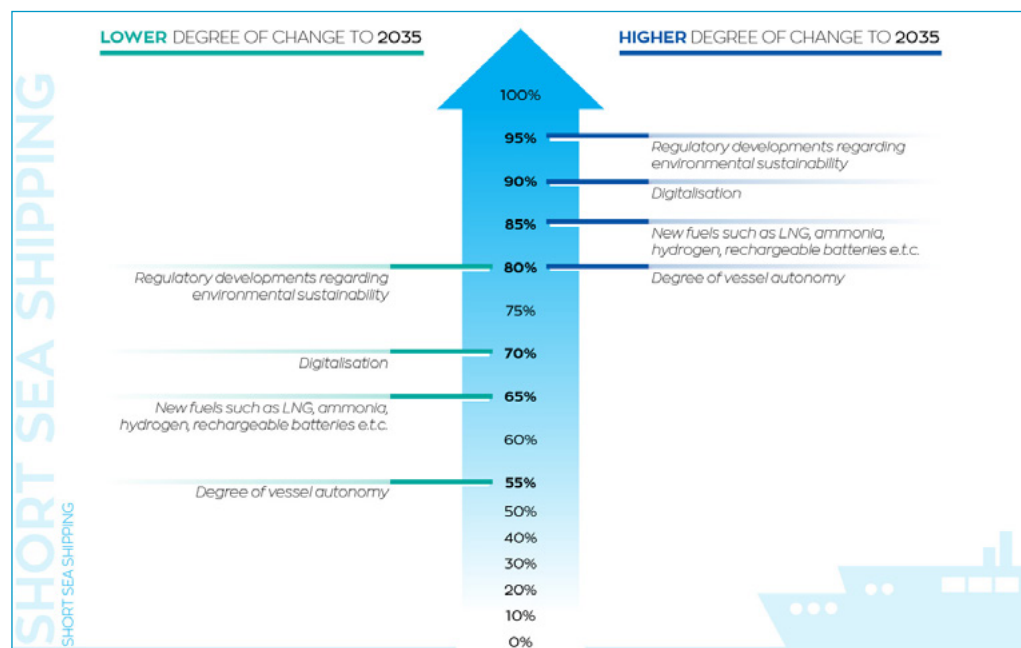 LOWER DEGREE OF CHANGE TO 2035
HIGHER DEGREE OF CHANGE TO 2035
SHORT SEA SHIPPING
SHORT SEA SHIPPING
100%
95%
Regulatory developments regarding
environmental sustainability
90%
Digitalisation
85%
New fuels such as LNG, ammonia,
hydrogen, rechargeable batteries e.t.c.
80%
Regulatory developments regarding
environmental sustainability
Degree of vessel autonomy
75%
70%
Digitalisation
65%
New fuels such as LNG, ammonia,
hydrogen, rechargeable batteries e.t.c.
60%
55%
Degree of vessel autonomy
50%
40%
30%
20%
10%
0%